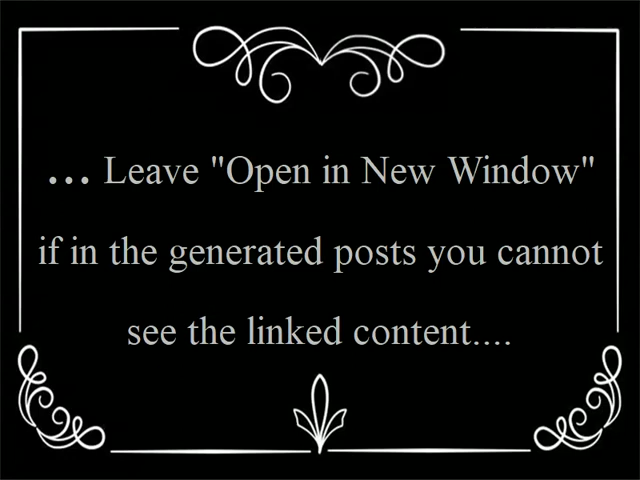 ... Leave "Open in New Window"
if in the generated posts you cannot
see the linked content....